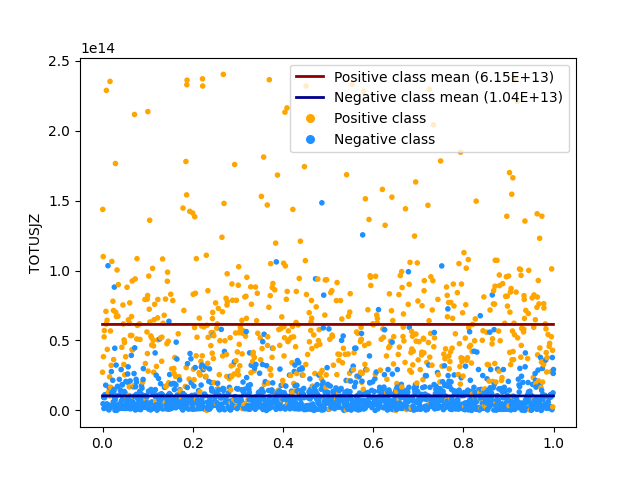 1e14
Positive class mean (6.15E+13)
Negative class mean (1.04E+13)
Positive class
Negative class
TOTUSJZ
2.5
2.0
1.5
1.0
0.5
0.0
0.0 0.2 0.4 0.6 0.8 1.0